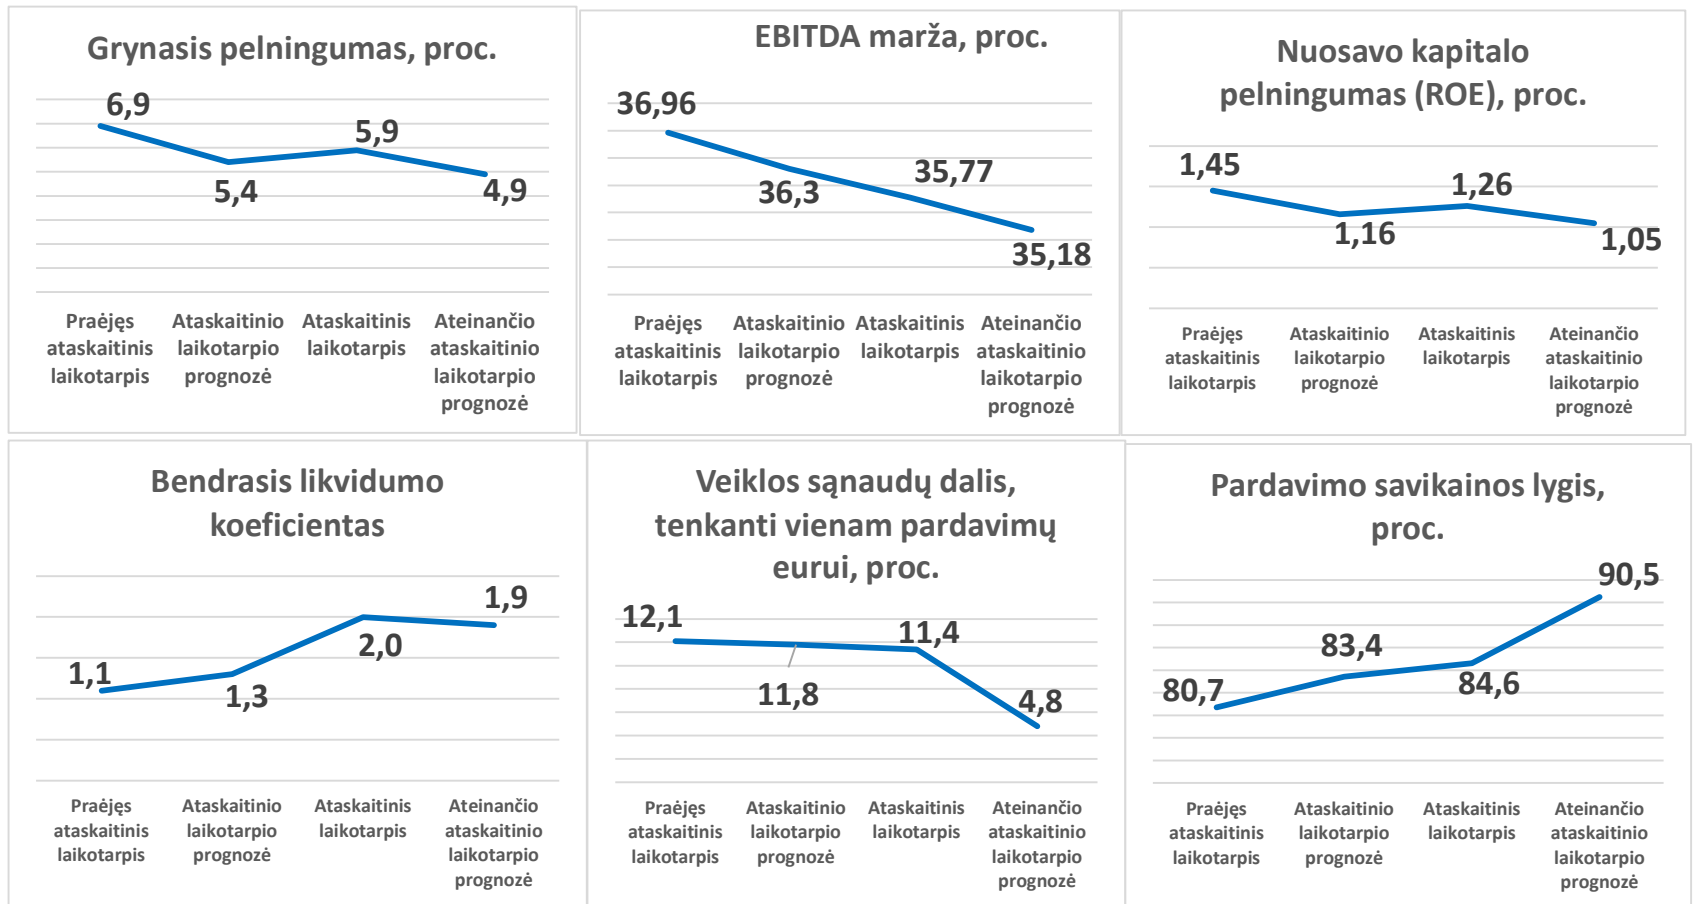 Grynasis pelningumas, proc.
6,9
5,4
5,9
4,9
Praėjęs
ataskaitinis
laikotarpis
Ataskaitinio
laikotarpio
prognozė
Ataskaitinis
laikotarpis
Ateinančio
ataskaitinio
laikotarpio
prognozė
EBITDA marža, proc.
36,96
36,3
35,77
35,18
Praėjęs
ataskaitinis
laikotarpis
Ataskaitinio
laikotarpio
prognozė
Ataskaitinis
laikotarpis
Ateinančio
ataskaitinio
laikotarpio
prognozė
Nuosavo kapitalo
pelningumas (ROE), proc.
1,45
1,16
1,26
1,05
Praėjęs
ataskaitinis
laikotarpis
Ataskaitinio
laikotarpio
prognozė
Ataskaitinis
laikotarpis
Ateinančio
ataskaitinio
laikotarpio
prognozė
Bendrasis likvidumo
koeficientas
1,1
1,3
2,0
1,9
Praėjęs
ataskaitinis
laikotarpis
Ataskaitinio
laikotarpio
prognozė
Ataskaitinis
laikotarpis
Ateinančio
ataskaitinio
laikotarpio
prognozė
Veiklos sąnaudų dalis,
tenkanti vienam pardavimų
eurui, proc.
12,1
11,8
11,4
4,8
Praėjęs
ataskaitinis
laikotarpis
Ataskaitinio
laikotarpio
prognozė
Ataskaitinis
laikotarpis
Ateinančio
ataskaitinio
laikotarpio
prognozė
Pardavimo savikainos lygis,
proc.
80,7
83,4
84,6
90,5
Praėjęs
ataskaitinis
laikotarpis
Ataskaitinio
laikotarpio
prognozė
Ataskaitinis
laikotarpis
Ateinančio
ataskaitinio
laikotarpio
prognozė